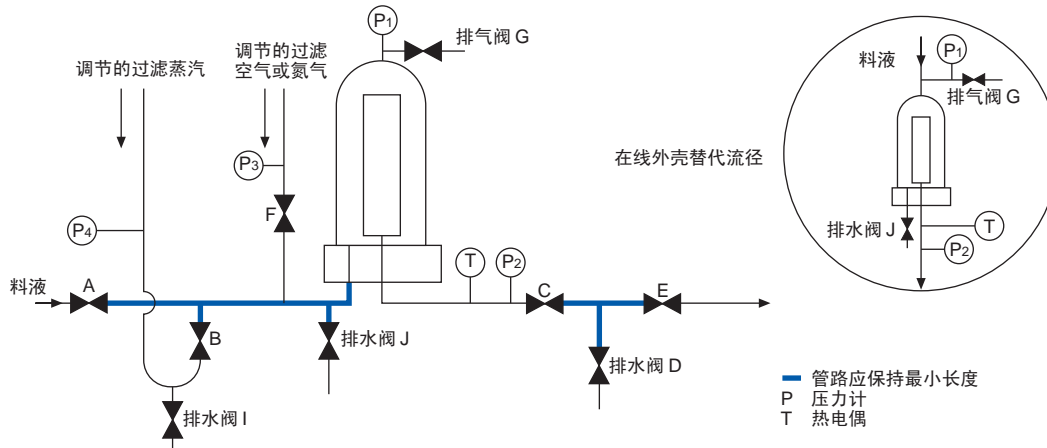 P1
排气阀 G
调节的过滤
空气或氮气
调节的过滤蒸汽
P3
F
P4
料液
A
B
T
P2
C
E
排水阀 J
排水阀 D
排水阀 I
料液
P1
排气阀 G
在线外壳替代流径
排水阀 J
T
P2
管路应保持最小长度
P 压力计
T 热电偶